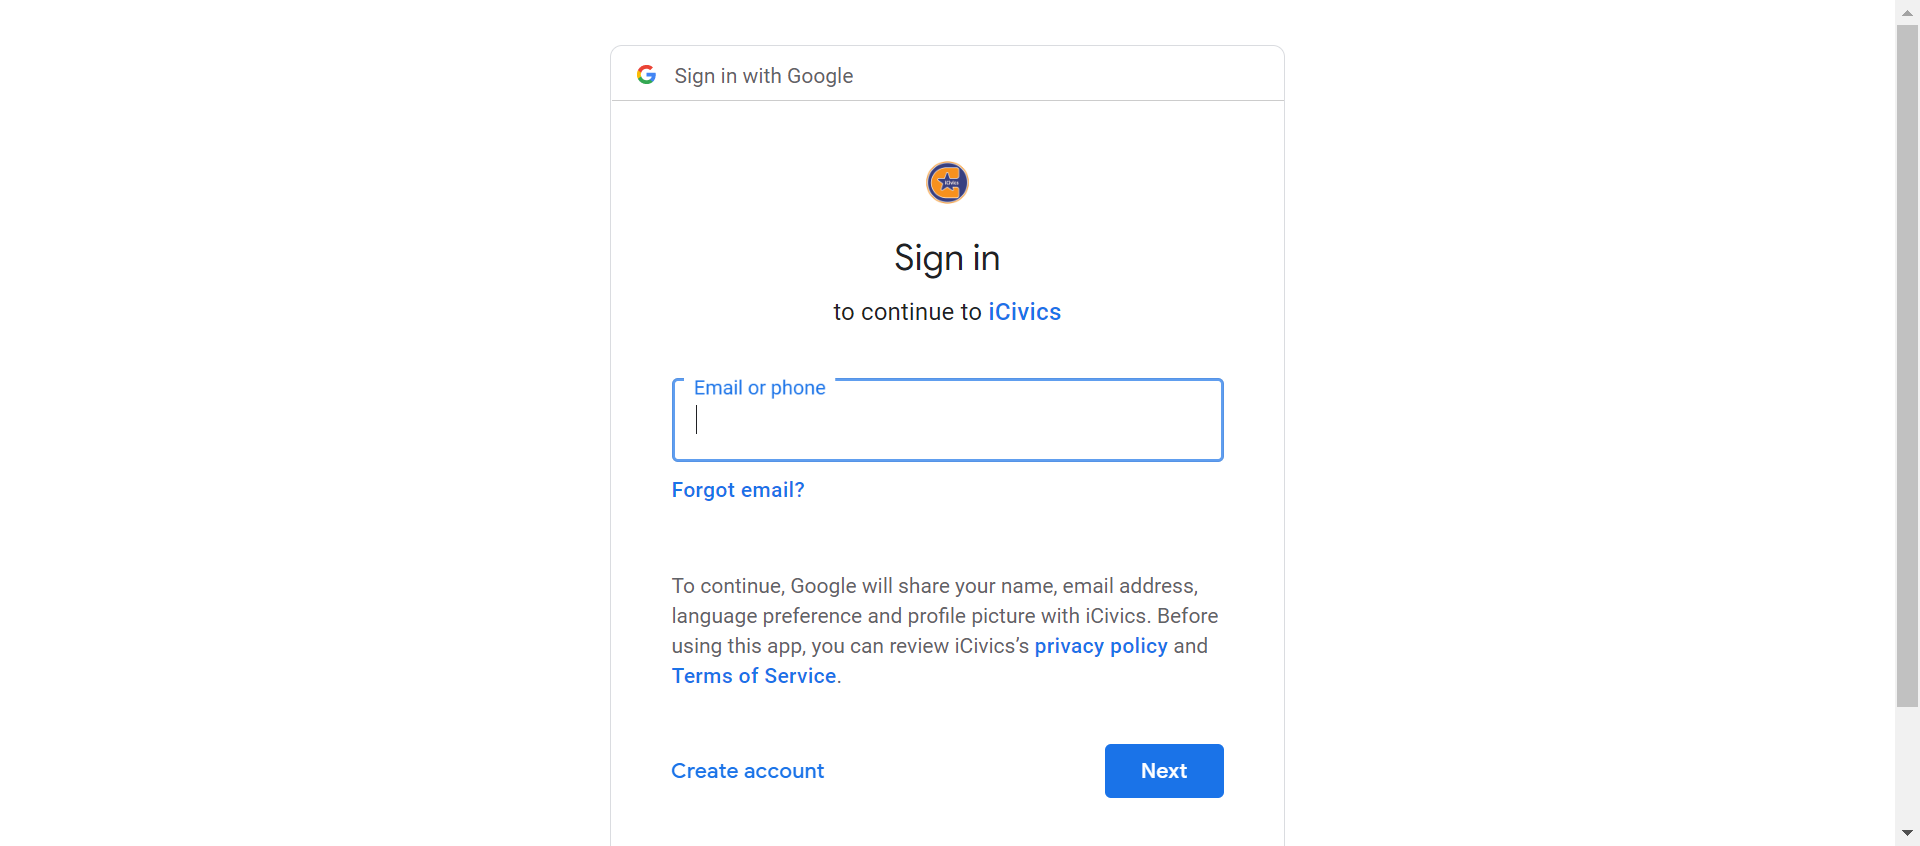 Sign in with Google
iCivics
Sign in
to continue to iCivics
Email or phone
Forgot email?
To continue, Google will share your name, email address,
language preference and profile picture with iCivics. Before
using this app, you can review iCivics’s privacy policy and
Terms of Service.
Create account
Next